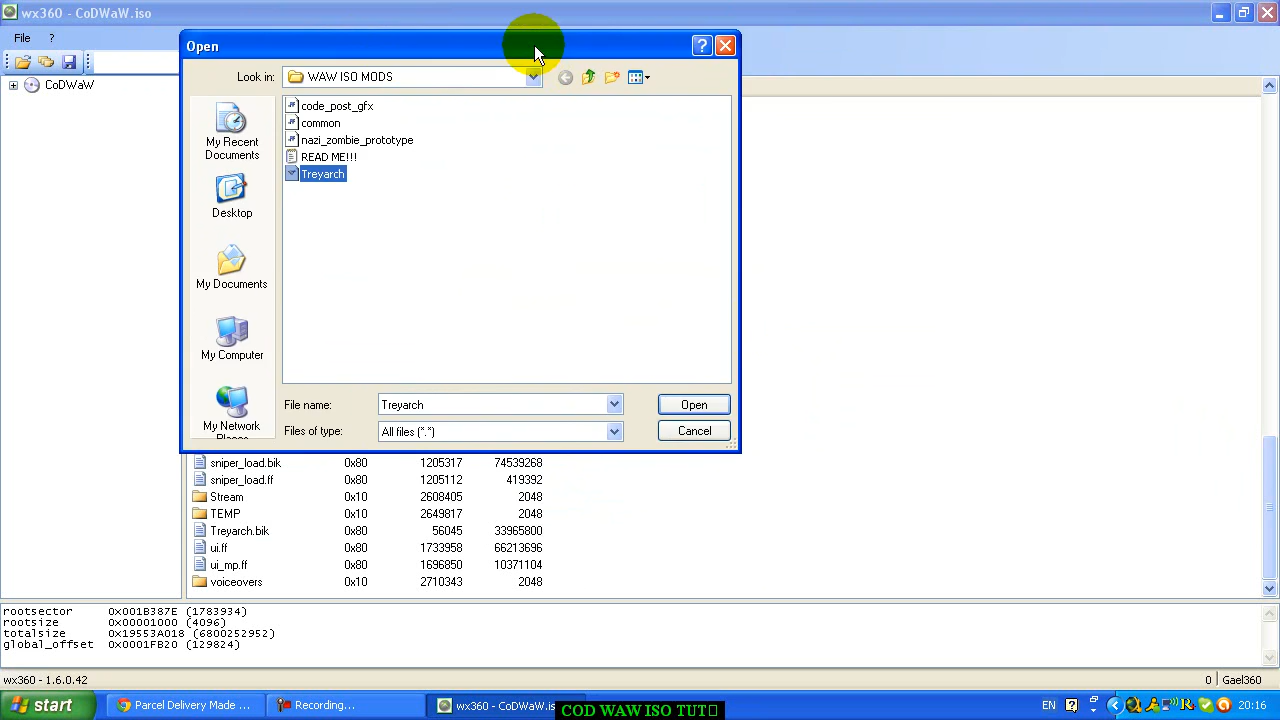 wx360 - CoDWaW.iso
File ?
CoDWaW
Open
Look in: WAW ISO MODS
My Recent Documents
Desktop
My Documents
My Computer
My Network
code_post_gfx
common
nazi_zombie_prototype
READ ME!!!
Treyarch
File name: Treyarch Open
Files of type: All files (*.*) Cancel
sniper_load.bik 0x80 1205317 74539268
sniper_load.ff 0x80 1205112 419392
Stream 0x10 2608405 2048
TEMP 0x10 2649817 2048
Treyarch.bik 0x80 56045 33965800
ui.ff 0x80 1733958 66213696
ui_mp.ff 0x80 1696850 10371104
voiceovers 0x10 2710343 2048
rootsector 0x001B387E (1783934)
rootsize 0x00001000 (4096)
totalsize 0x19553A018 (6800252952)
global_offset 0x0001FB20 (129824)
wx360 - 1.6.0.42 0 Gael360
start Parcel Delivery Made ... Recording... wx360 - CoDWaW.is EN 20:16
COD WAW ISO TUT